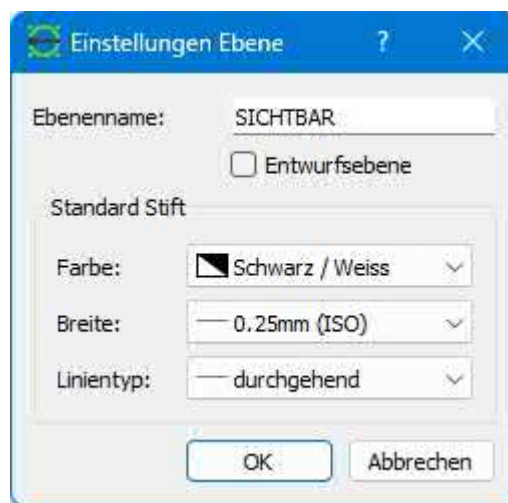 Einstellungen Ebene ?
Ebenenname: SICHTBAR
Entwurfsebene
Standard Stift
Farbe: Schwarz / Weiss
Breite: 0.25mm (ISO)
Linientyp: durchgehend
OK Abbrechen